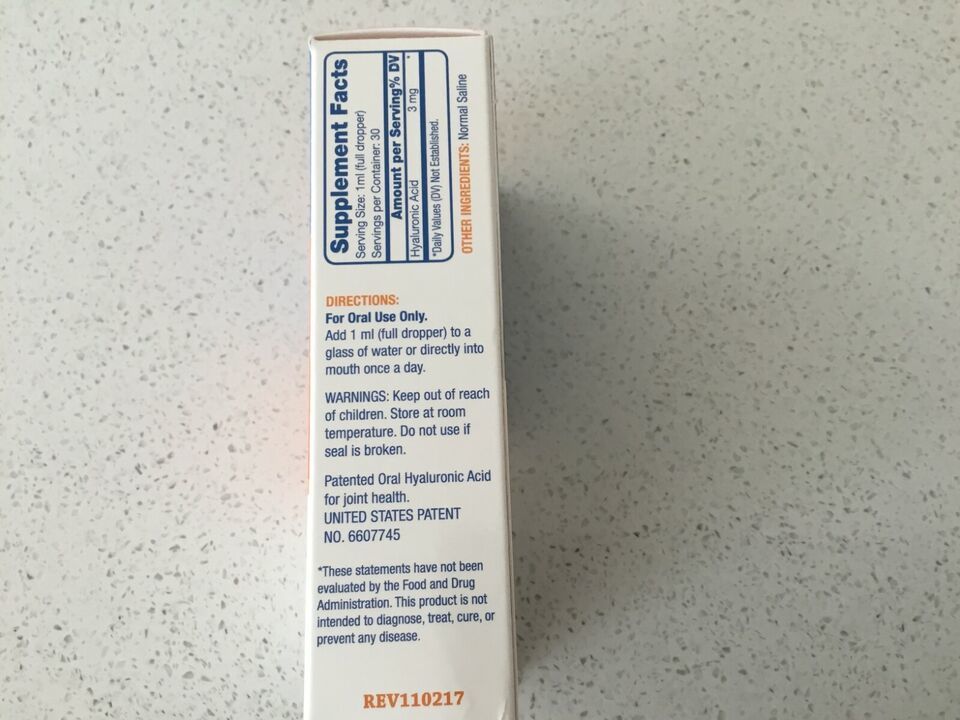 Supplement Facts
Serving Size: 1ml (full dropper)
Servings per Container: 30
Amount per Serving% DV
Hyaluronic Acid 3 mg *
*Daily Values (DV) Not Established.
OTHER INGREDIENTS: Normal Saline
DIRECTIONS:
For Oral Use Only.
Add 1 ml (full dropper) to a
glass of water or directly into
mouth once a day.
WARNINGS: Keep out of reach
of children. Store at room
temperature. Do not use if
seal is broken.
Patented Oral Hyaluronic Acid
for joint health.
UNITED STATES PATENT
NO. 6607745
*These statements have not been
evaluated by the Food and Drug
Administration. This product is not
intended to diagnose, treat, cure, or
prevent any disease.
REV110217